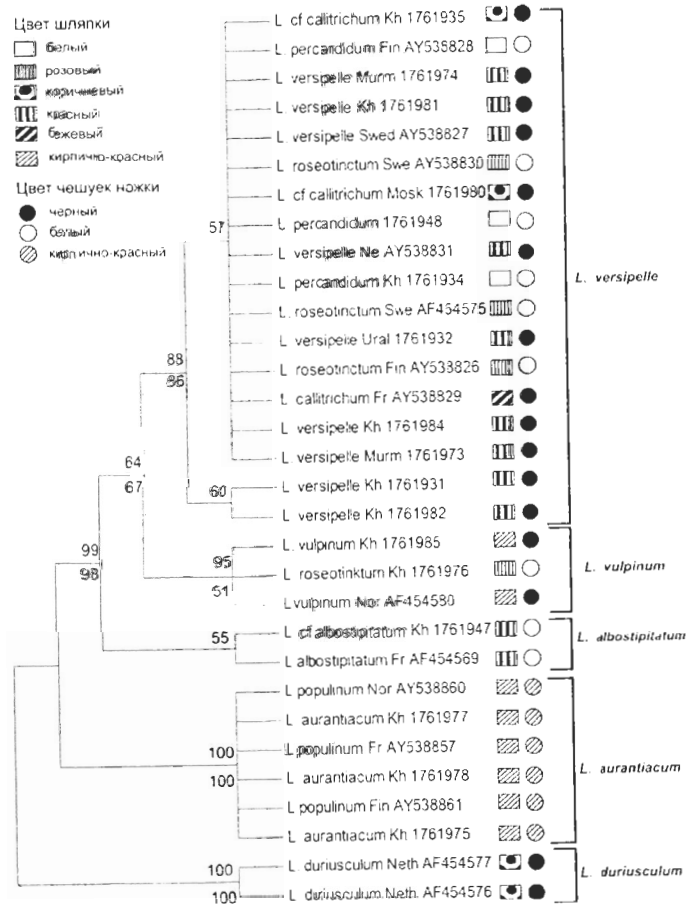 Цвет шляпки
белый
розовый
коричневый
красный
бежевый
кирпично-красный
Цвет чешуек ножки
черный
белый
кирпично-красный
L cf callitrichum Kh 1761935
L percandidum Fin AY538828
L versipelle Murm 1761974
L versipelle Kh 1761981
L. versipelle Swed AY538827
L roseotinctum Swe AY538830
L cf callitrichum Mosk 1761980
L percandidum 1761948
L versipelle Ne AY538831
L percandidum Kh 1761934
L. roseotinctum Swe AF454575
L versipelle Ural 1761932
L roseotinctum Fin AY538826
L callitrichum Fr AY538829
L versipelle Kh 1761984
L. versipelle Murm 1761973
L versipelle Kh 1761931
L versipelle Kh 1761982
L. vulpinum Kh 1761985
L roseotinktum Kh 1761976
L vulpinum Nor AF454580
L cf albostipitatum Kh 1761947
L albostipitatum Fr AF454569
L populinum Nor AY538860
L aurantiacum Kh 1761977
L populinum Fr AY538857
L aurantiacum Kh 1761978
L populinum Fin AY538861
L aurantiacum Kh 1761975
L duriusculum Neth AF454577
L duriusculum Neth AF454576
57
88
86
64
67
60
99
98
95
51
55
100
100
100
100
L. versipelle
L. vulpinum
L. albostipitatum
L. aurantiacum
L. duriusculum